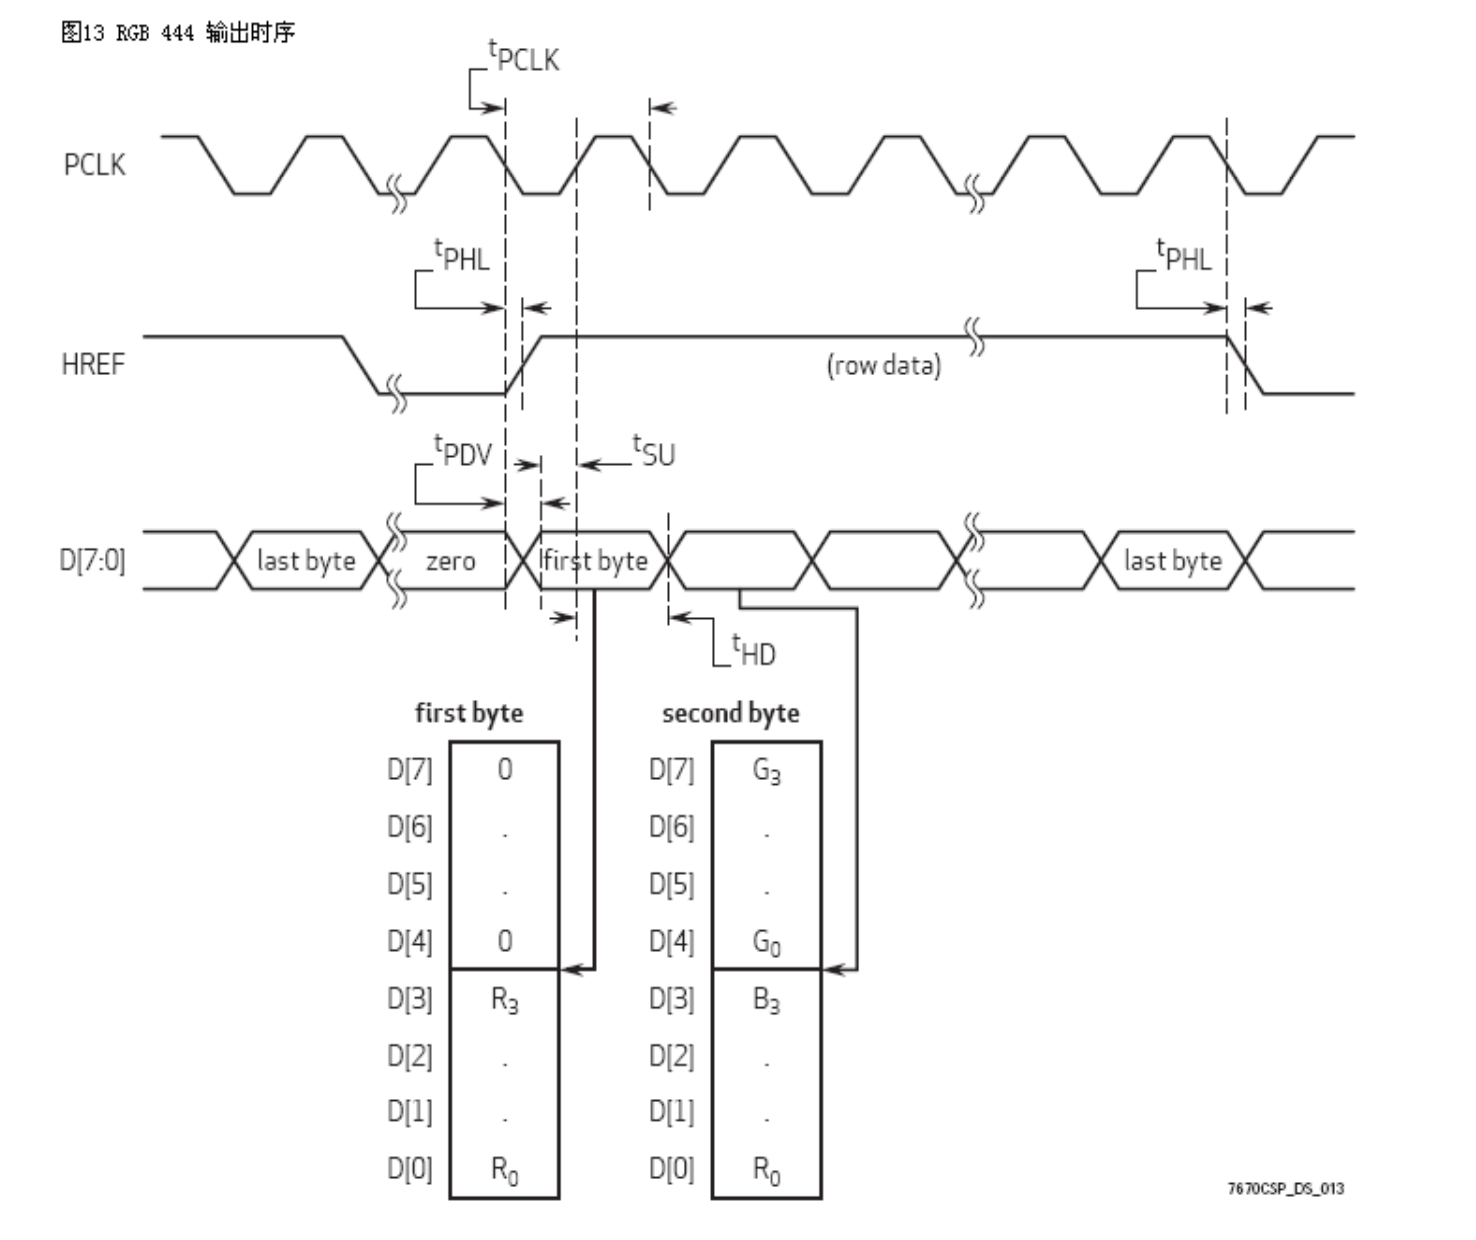 图13 RGB 444 输出时序
tPCLK
PCLK
tPHL
tPHL
HREF
(row data)
tPDV
tSU
D[7:0]
last byte
zero
first byte
last byte
tHD
first byte
second byte
D[7] 0
D[7] G3
D[6] .
D[6] .
D[5] .
D[5] .
D[4] 0
D[4] G0
D[3] R3
D[3] B3
D[2] .
D[2] .
D[1] .
D[1] .
D[0] R0
D[0] R0
7670CSP_DS_013